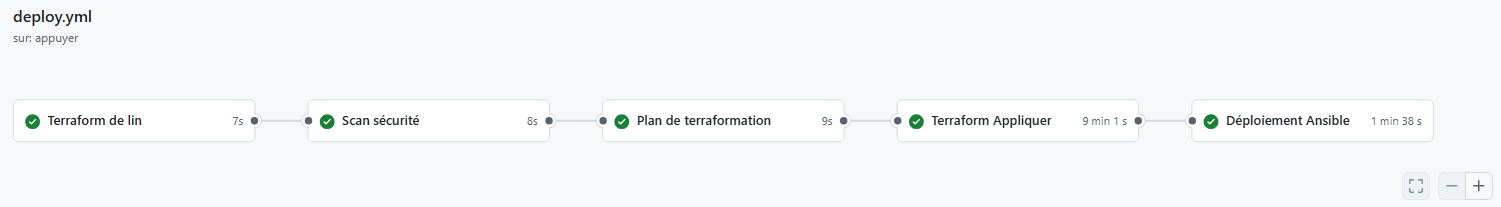 deploy.yml
sur: appuyer
Terraform de lin 7s
Scan sécurité 8s
Plan de terraformation 9s
Terraform Appliquer 9 min 1 s
Déploiement Ansible 1 min 38 s